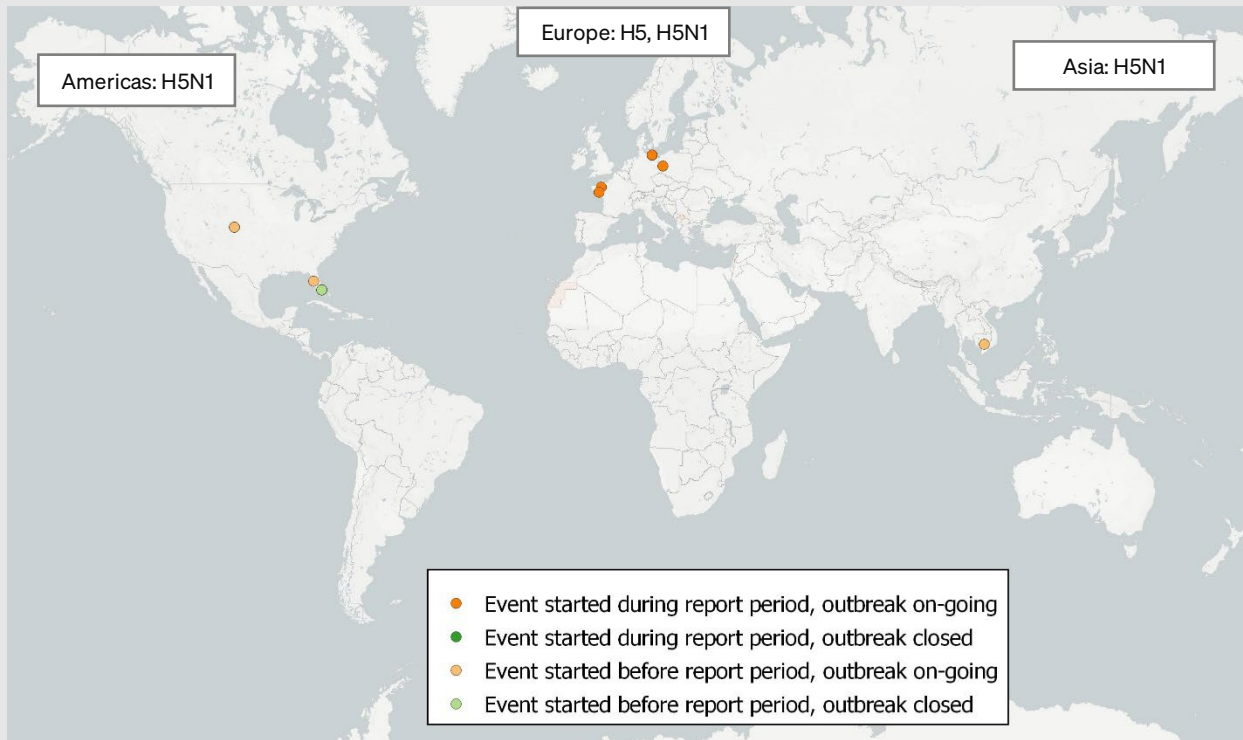 Europe: H5, H5N1
Americas: H5N1
Asia: H5N1
Event started during report period, outbreak on-going
Event started during report period, outbreak closed
Event started before report period, outbreak on-going
Event started before report period, outbreak closed